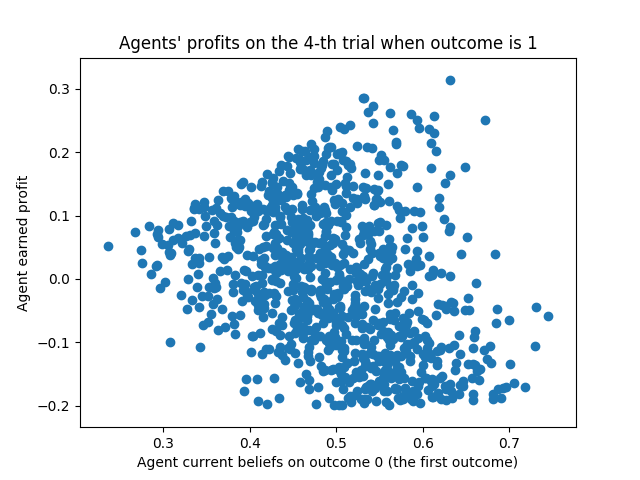 Agents' profits on the 4-th trial when outcome is 1
Agent earned profit
0.3
0.2
0.1
0.0
−0.1
−0.2
0.3 0.4 0.5 0.6 0.7
Agent current beliefs on outcome 0 (the first outcome)